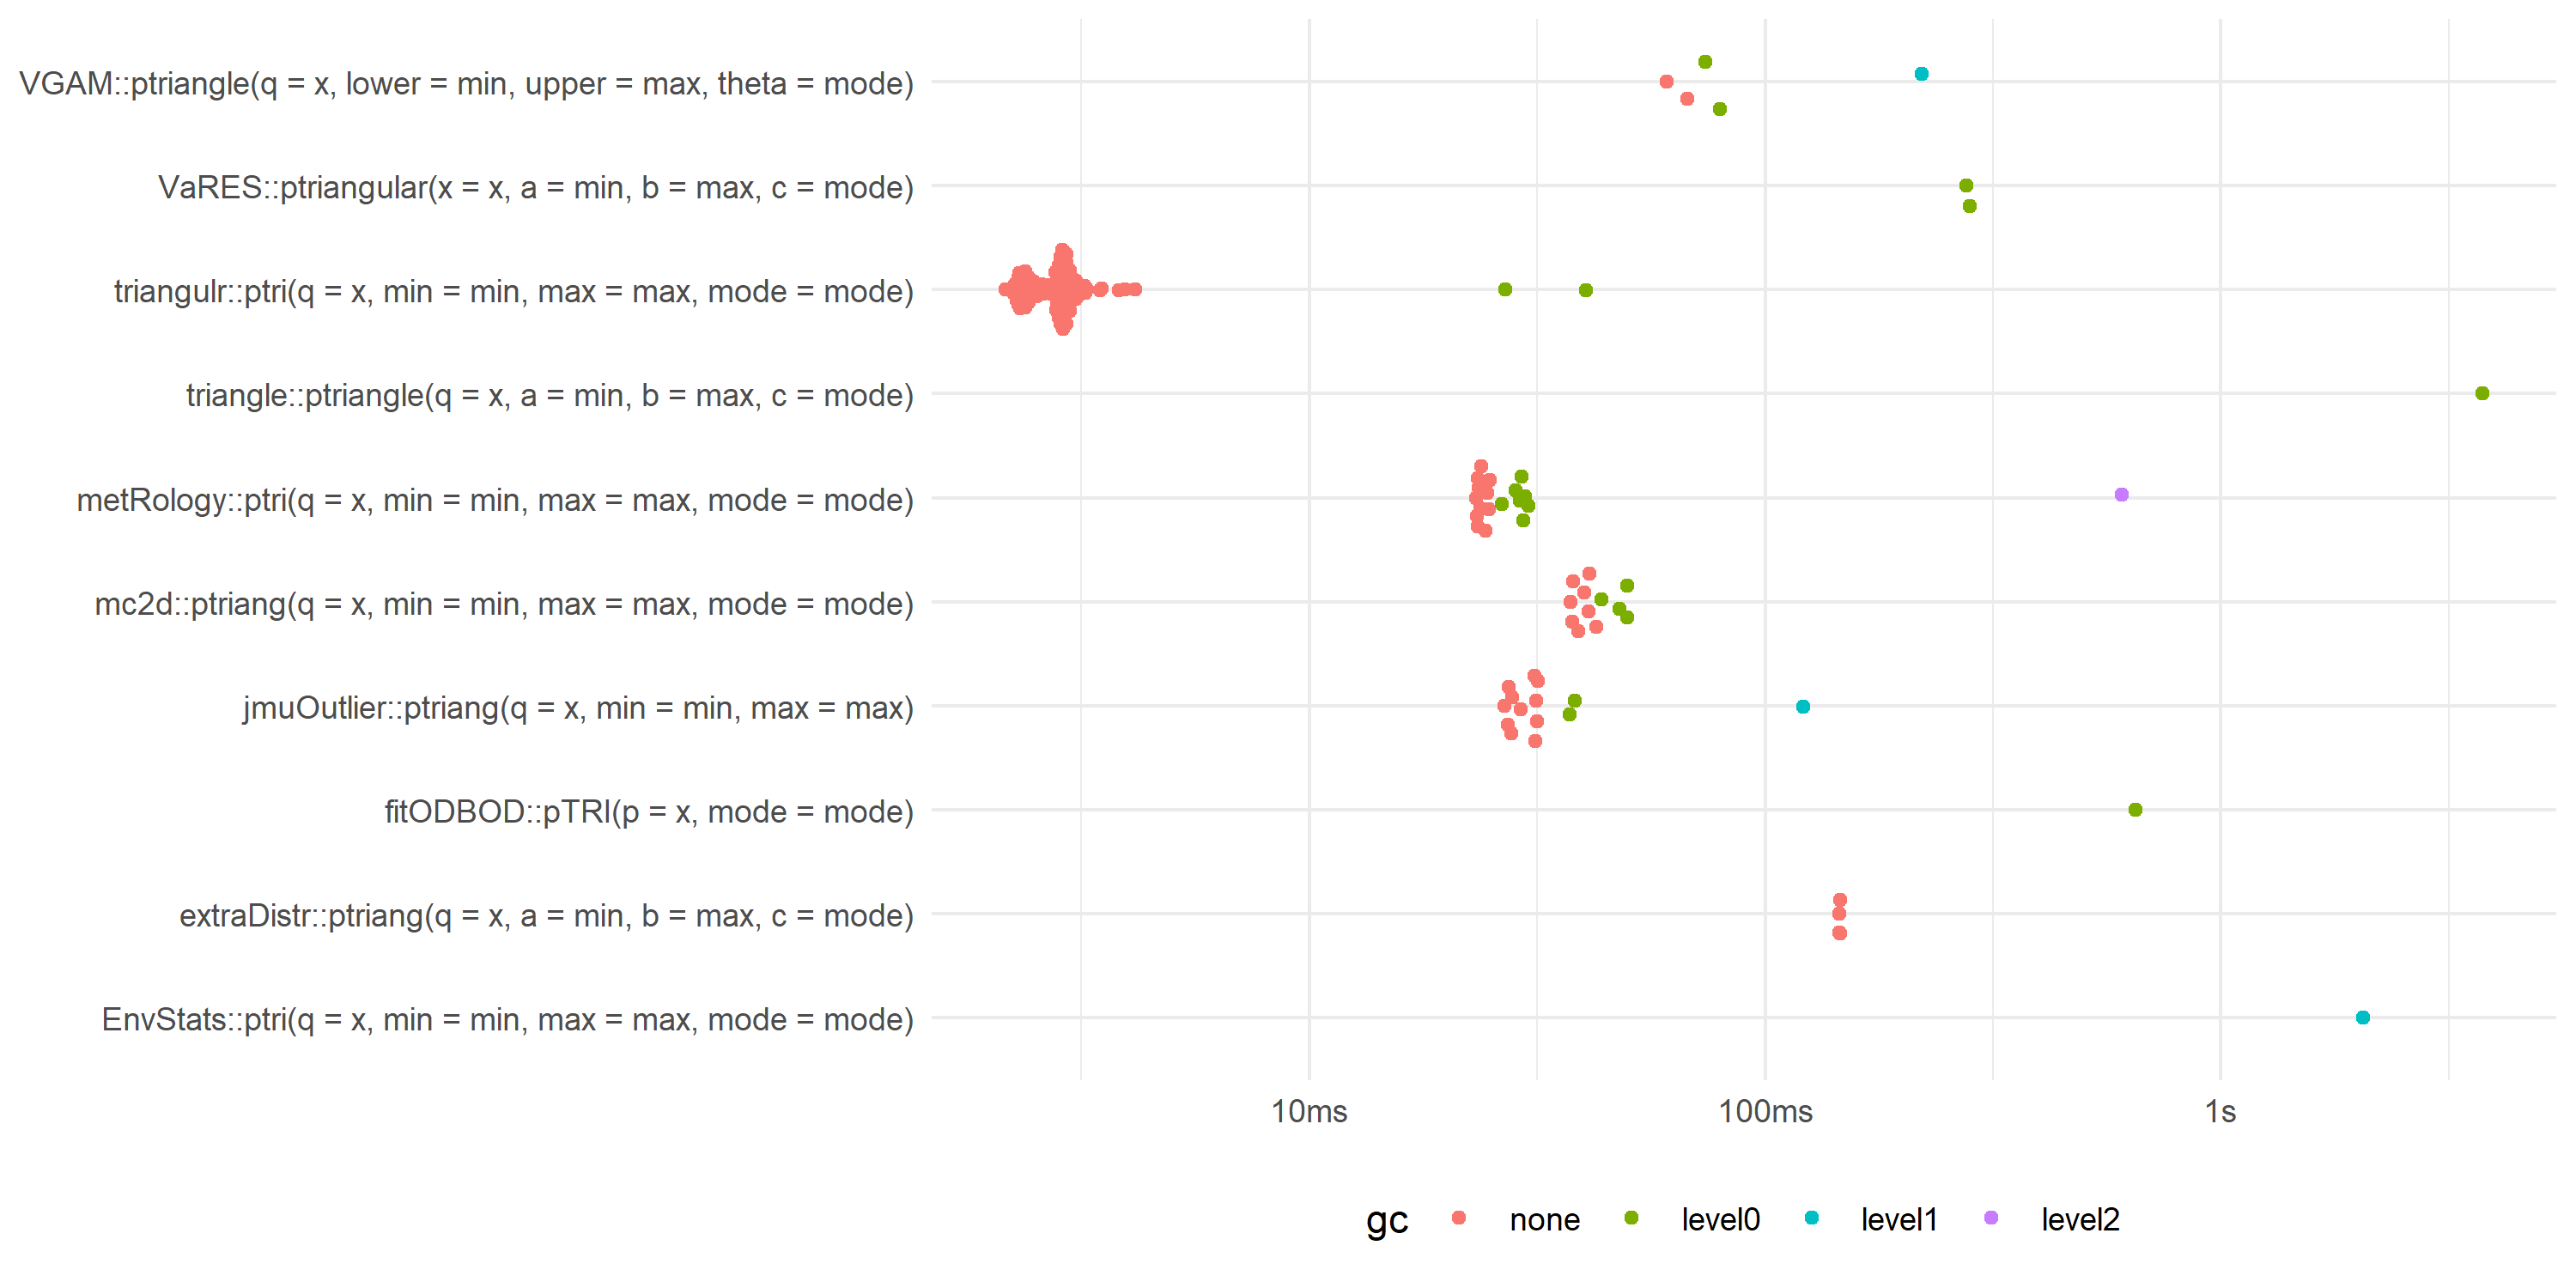 VGAM::ptriangle(q = x, lower = min, upper = max, theta = mode)
VaRES::ptriangular(x = x, a = min, b = max, c = mode)
triangulr::ptri(q = x, min = min, max = max, mode = mode)
triangle::ptriangle(q = x, a = min, b = max, c = mode)
metRology::ptri(q = x, min = min, max = max, mode = mode)
mc2d::ptriang(q = x, min = min, max = max, mode = mode)
jmuOutlier::ptriang(q = x, min = min, max = max)
fitODBOD::pTRI(p = x, mode = mode)
extraDistr::ptriang(q = x, a = min, b = max, c = mode)
EnvStats::ptri(q = x, min = min, max = max, mode = mode)
10ms 100ms 1s
gc none level0 level1 level2